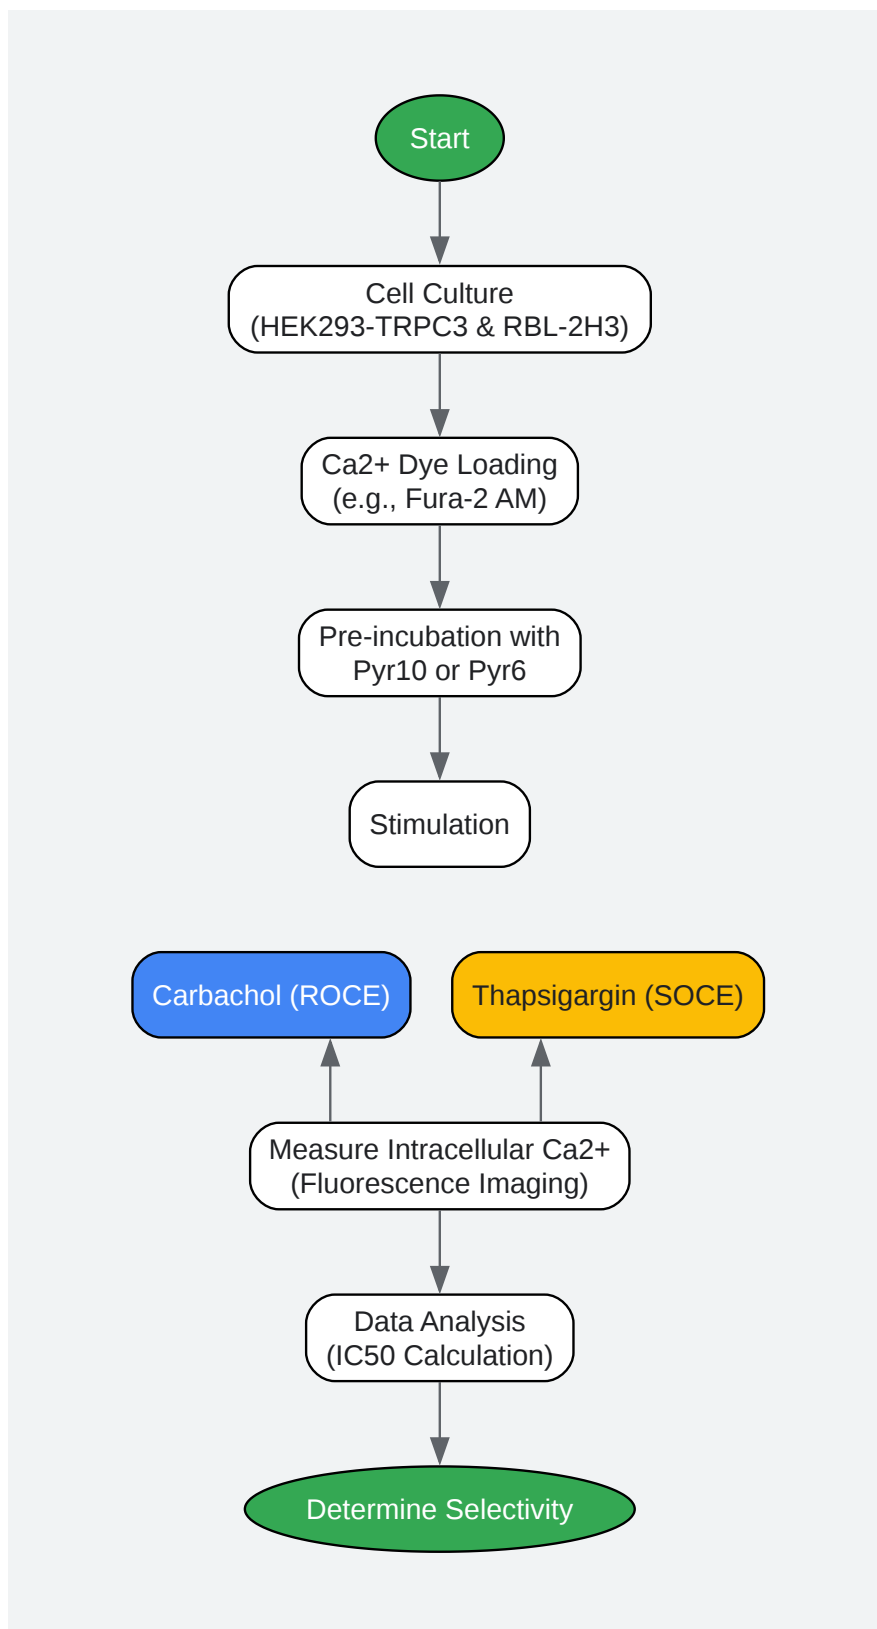 Start
Cell Culture
(HEK293-TRPC3 & RBL-2H3)
Ca2+ Dye Loading
(e.g., Fura-2 AM)
Pre-incubation with
Pyr10 or Pyr6
Stimulation
Carbachol (ROCE)
Thapsigargin (SOCE)
Measure Intracellular Ca2+
(Fluorescence Imaging)
Data Analysis
(IC50 Calculation)
Determine Selectivity